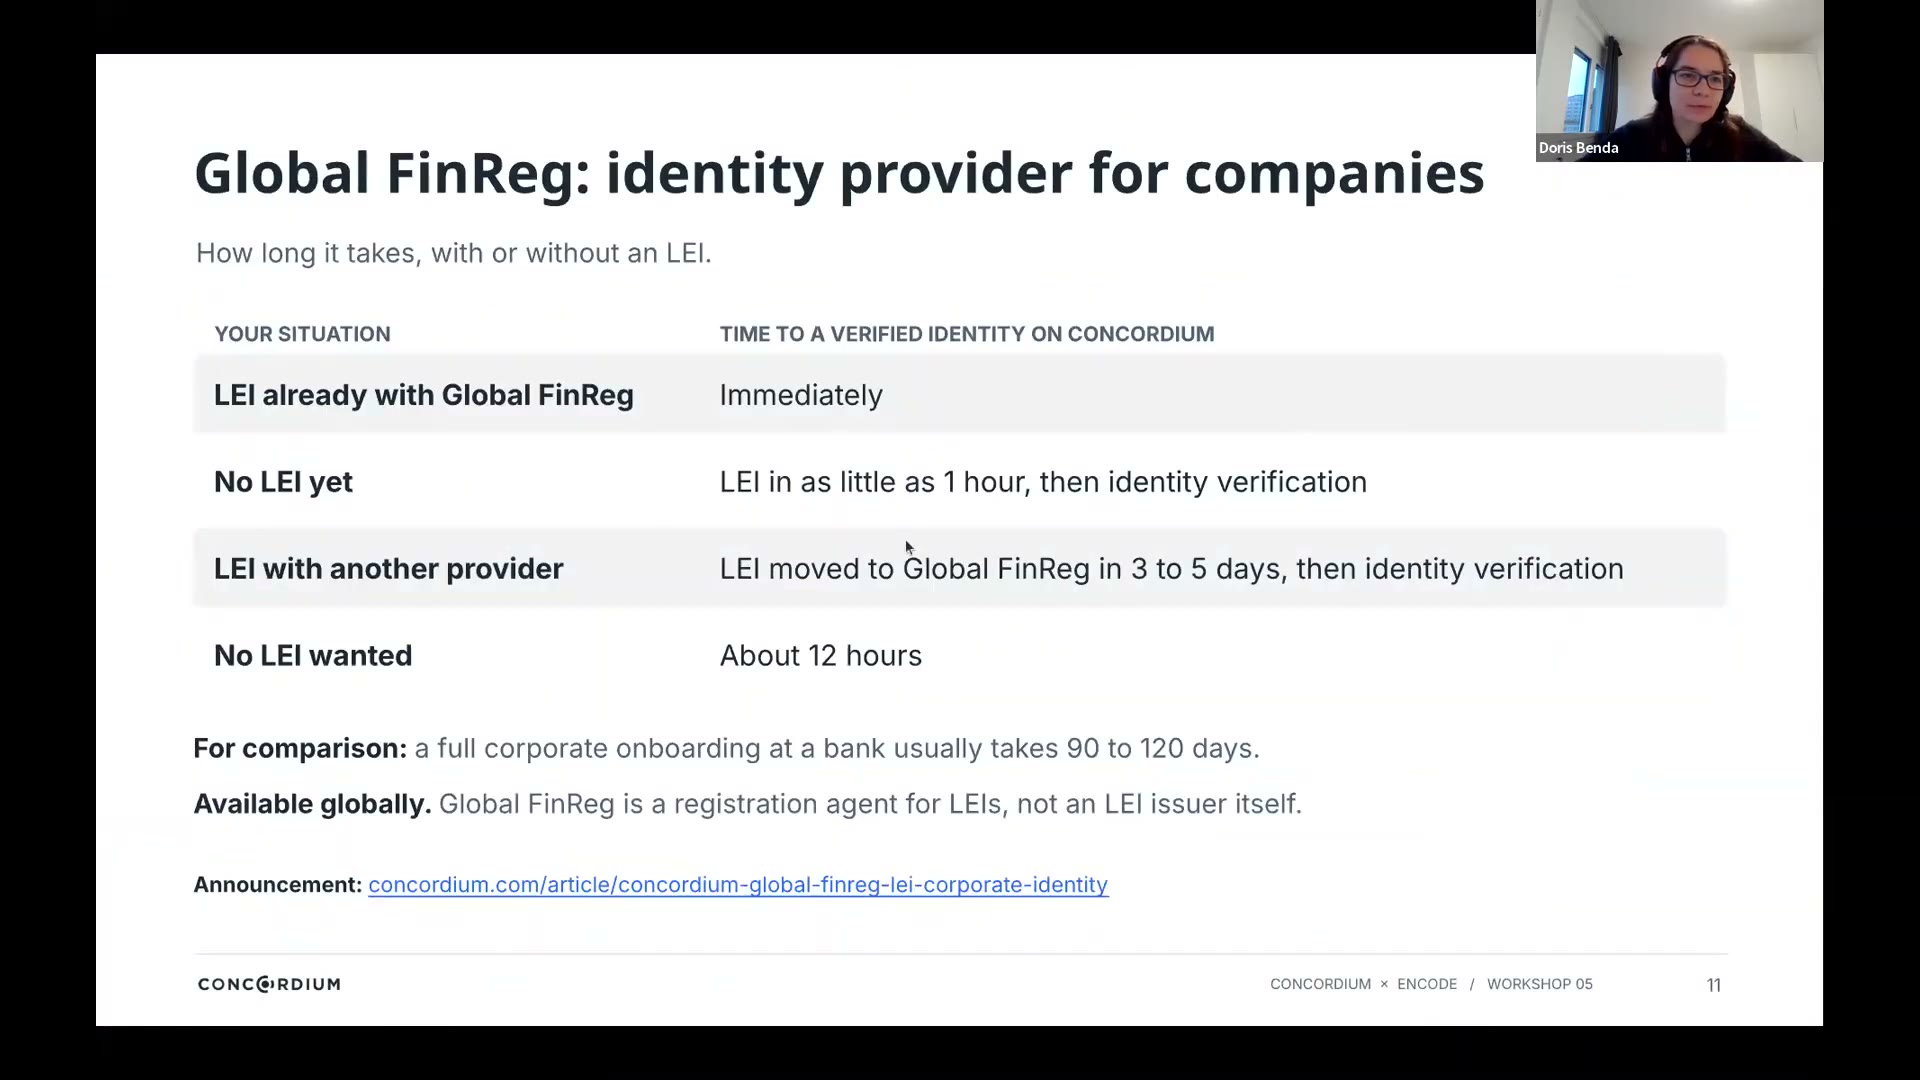 Doris Benda
Global FinReg: identity provider for companies
How long it takes, with or without an LEI.
YOUR SITUATION TIME TO A VERIFIED IDENTITY ON CONCORDIUM
LEI already with Global FinReg Immediately
No LEI yet LEI in as little as 1 hour, then identity verification
LEI with another provider LEI moved to Global FinReg in 3 to 5 days, then identity verification
No LEI wanted About 12 hours
For comparison: a full corporate onboarding at a bank usually takes 90 to 120 days.
Available globally. Global FinReg is a registration agent for LEIs, not an LEI issuer itself.
Announcement: concordium.com/article/concordium-global-finreg-lei-corporate-identity
CONCORDIUM CONCORDIUM × ENCODE / WORKSHOP 05 11